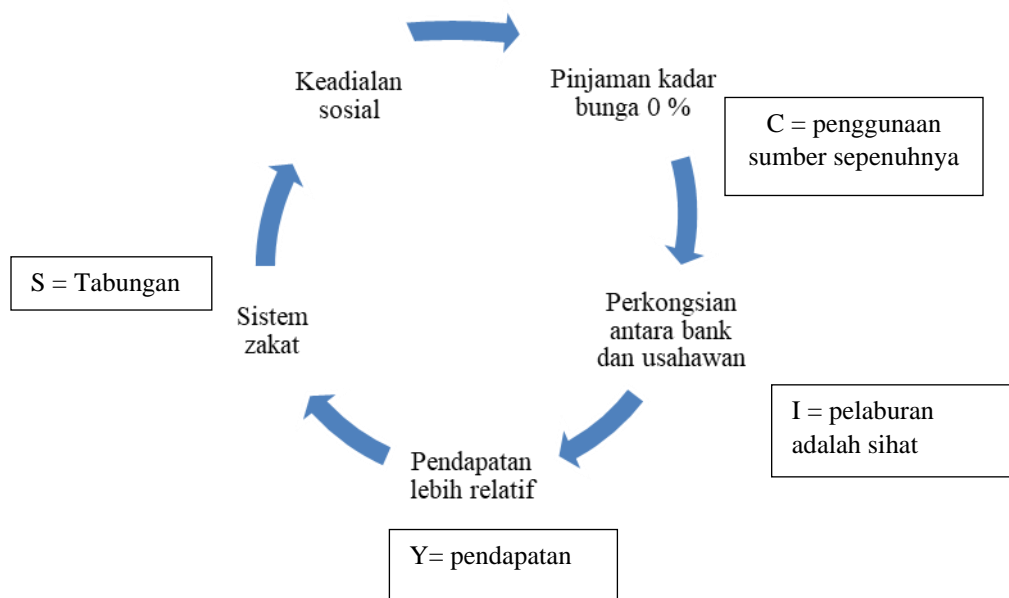 Keadialan
sosial
Pinjaman kadar
bunga 0 %
C = penggunaan
sumber sepenuhnya
Perkongsian
antara bank
dan usahawan
I = pelaburan
adalah sihat
Pendapatan
lebih relatif
Y= pendapatan
Sistem
zakat
S = Tabungan